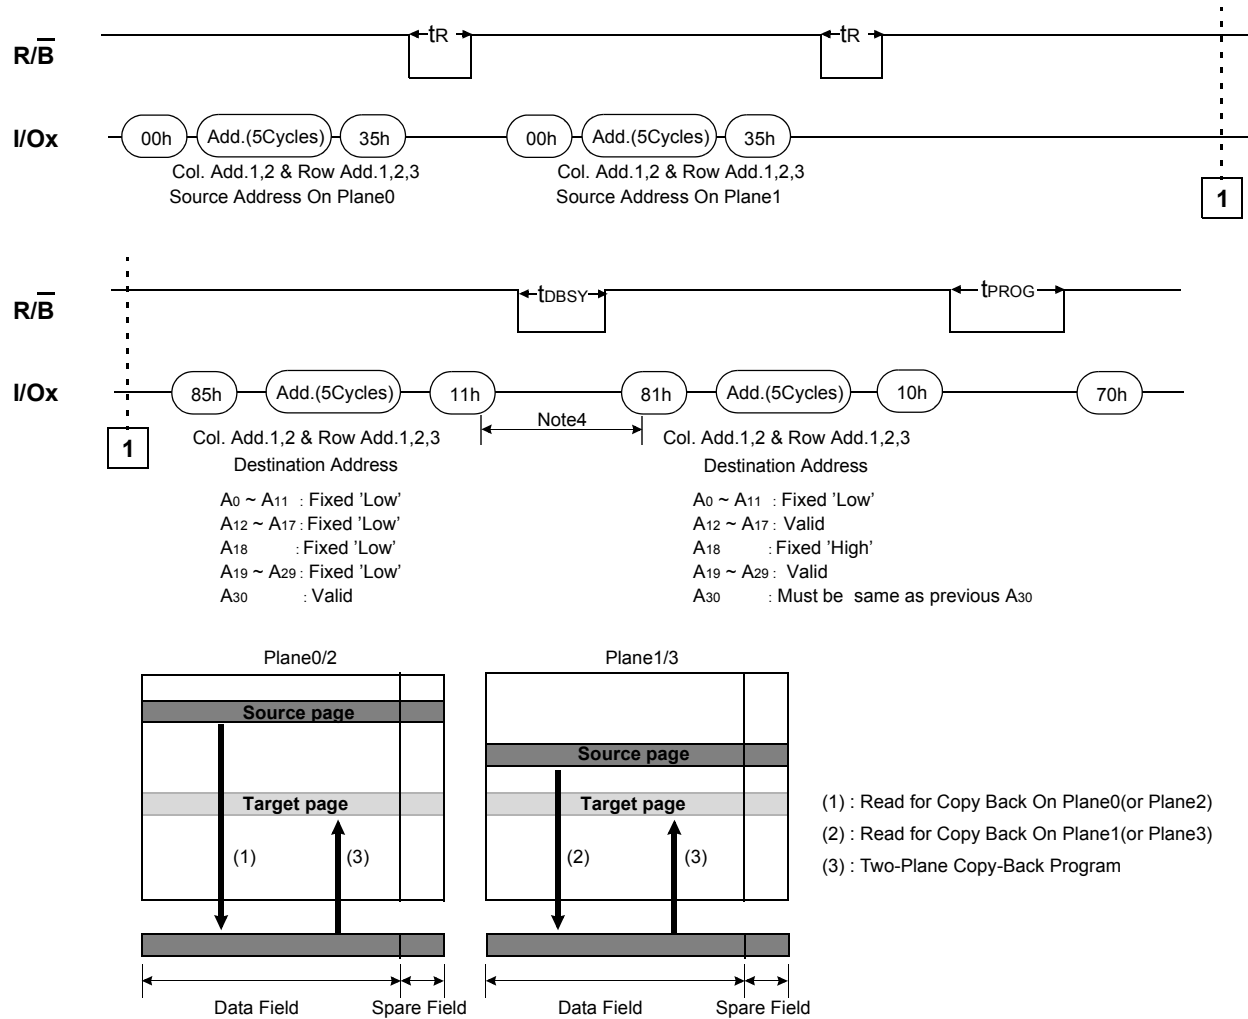 R/B tR tR
I/Ox 00h Add.(5Cycles) 35h 00h Add.(5Cycles) 35h
Col. Add.1,2 & Row Add.1,2,3 Col. Add.1,2 & Row Add.1,2,3
Source Address On Plane0 Source Address On Plane1
1
R/B tDBSY tPROG
I/Ox 85h Add.(5Cycles) 11h 81h Add.(5Cycles) 10h 70h
Note4
1
Col. Add.1,2 & Row Add.1,2,3
Destination Address
A0 ~ A11 : Fixed 'Low'
A12 ~ A17 : Fixed 'Low'
A18 : Fixed 'Low'
A19 ~ A29 : Fixed 'Low'
A30 : Valid
Col. Add.1,2 & Row Add.1,2,3
Destination Address
A0 ~ A11 : Fixed 'Low'
A12 ~ A17 : Valid
A18 : Fixed 'High'
A19 ~ A29 : Valid
A30 : Must be same as previous A30
Plane0/2 Plane1/3
Source page
Source page
Target page Target page
(1) (3) (2) (3)
(1) : Read for Copy Back On Plane0(or Plane2)
(2) : Read for Copy Back On Plane1(or Plane3)
(3) : Two-Plane Copy-Back Program
Data Field Spare Field Data Field Spare Field